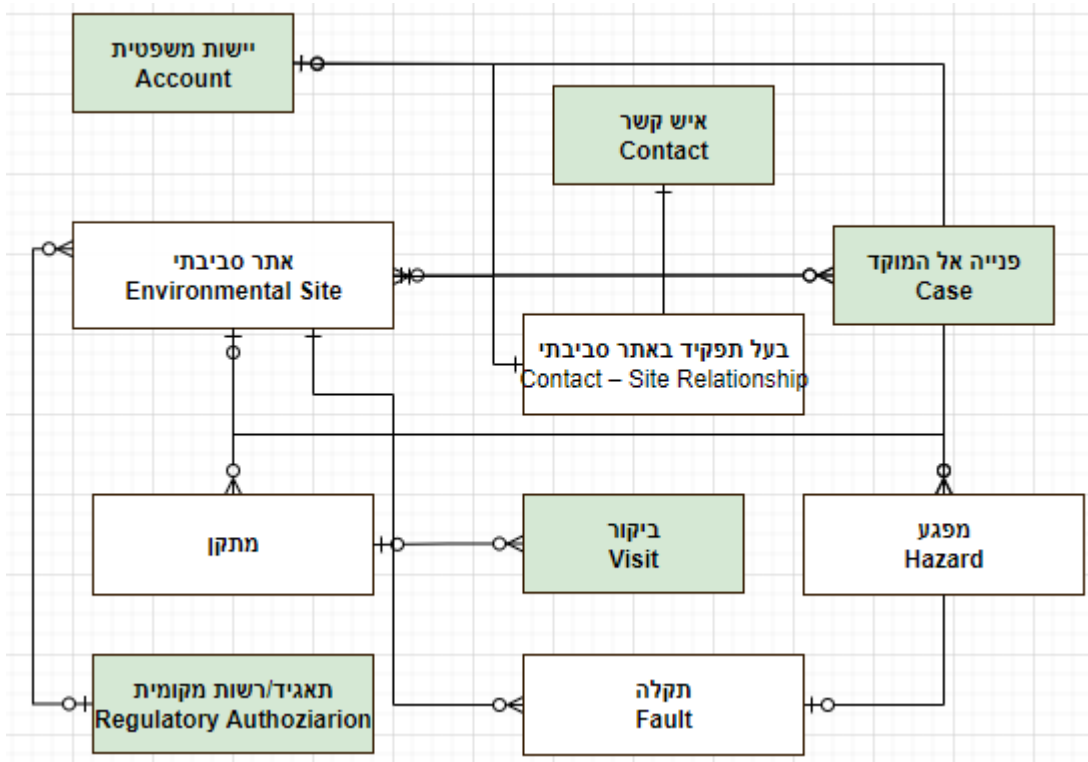 יישות משפטית
Account
איש קשר
Contact
אתר סביבתי
Environmental Site
פנייה אל המוקד
Case
בעל תפקיד באתר סביבתי
Contact – Site Relationship
מתקן
ביקור
Visit
מפגע
Hazard
תאגיד/רשות מקומית
Regulatory Authoziarion
תקלה
Fault